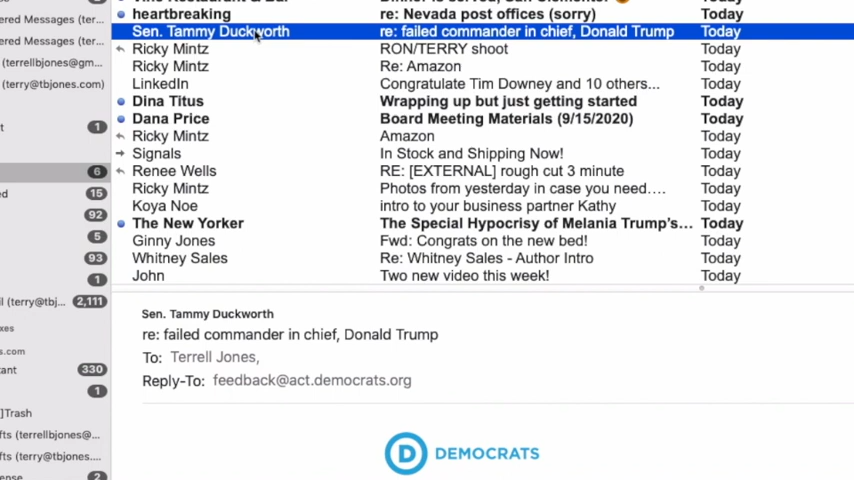 heartbreaking re: Nevada post offices (sorry)
ered Messages (ter... Sen. Tammy Duckworth re: failed commander in chief, Donald Trump Today
ered Messages (te... Ricky Mintz RON/TERRY shoot Today
(terrellbjones@gm... Ricky Mintz Re: Amazon Today
(terry@tbjones.com) LinkedIn Congratulate Tim Downey and 10 others... Today
Dina Titus Wrapping up but just getting started Today
t 1 Dana Price Board Meeting Materials (9/15/2020) Today
Ricky Mintz Amazon Today
Signals In Stock and Shipping Now! Today
6 Renee Wells RE: [EXTERNAL] rough cut 3 minute Today
ed 15 Ricky Mintz Photos from yesterday in case you need.... Today
92 Koya Noe intro to your business partner Kathy Today
The New Yorker The Special Hypocrisy of Melania Trump's... Today
5 Ginny Jones Fwd: Congrats on the new bed! Today
93 Whitney Sales Re: Whitney Sales - Author Intro Today
1 John Two new video this week! Today
il (terry@tbj... 2,111
Sen. Tammy Duckworth
xes
re: failed commander in chief, Donald Trump
s.com
To: Terrell Jones,
tant 330
Reply-To: feedback@act.democrats.org
1
]Trash
fts (terrellbjones@...
D DEMOCRATS
fts (terry@tbjones....
ense 2